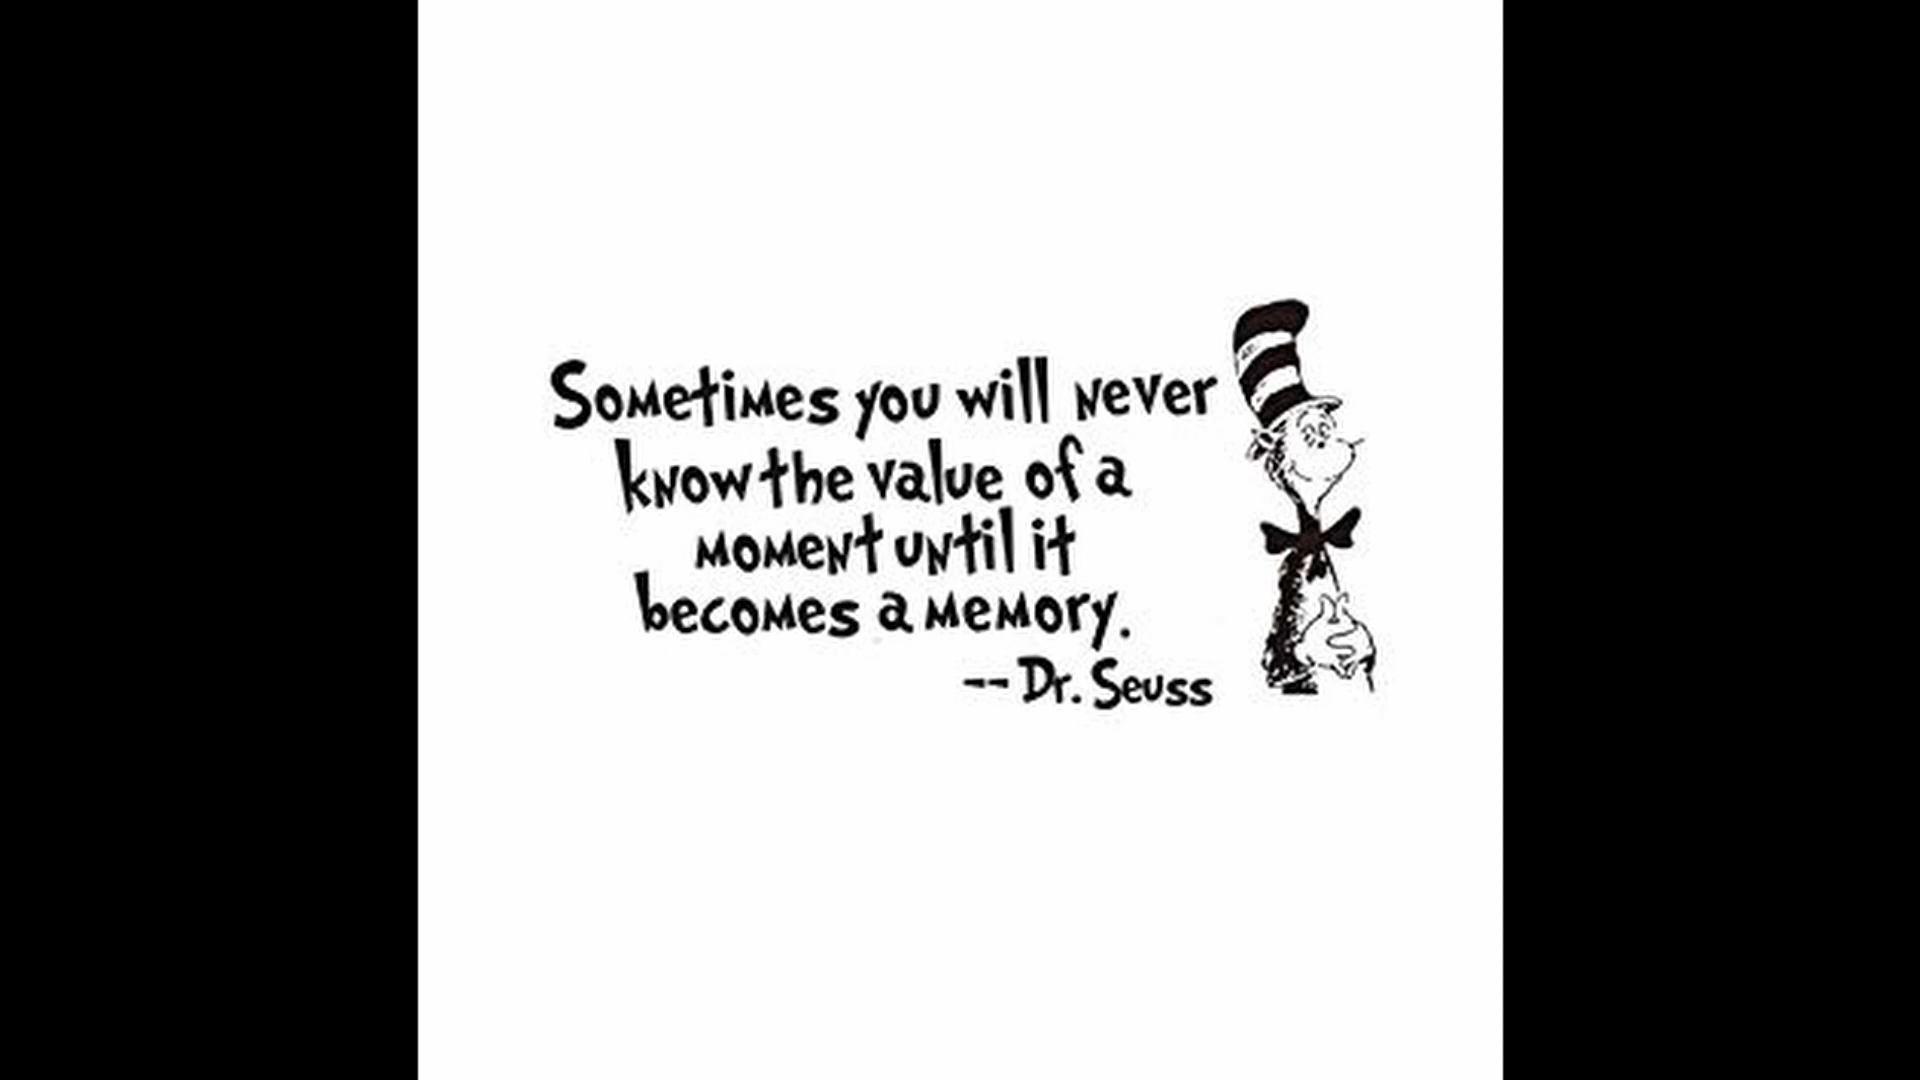 Sometimes you will never
know the value of a
moment until it
becomes a memory.
-- Dr. Seuss